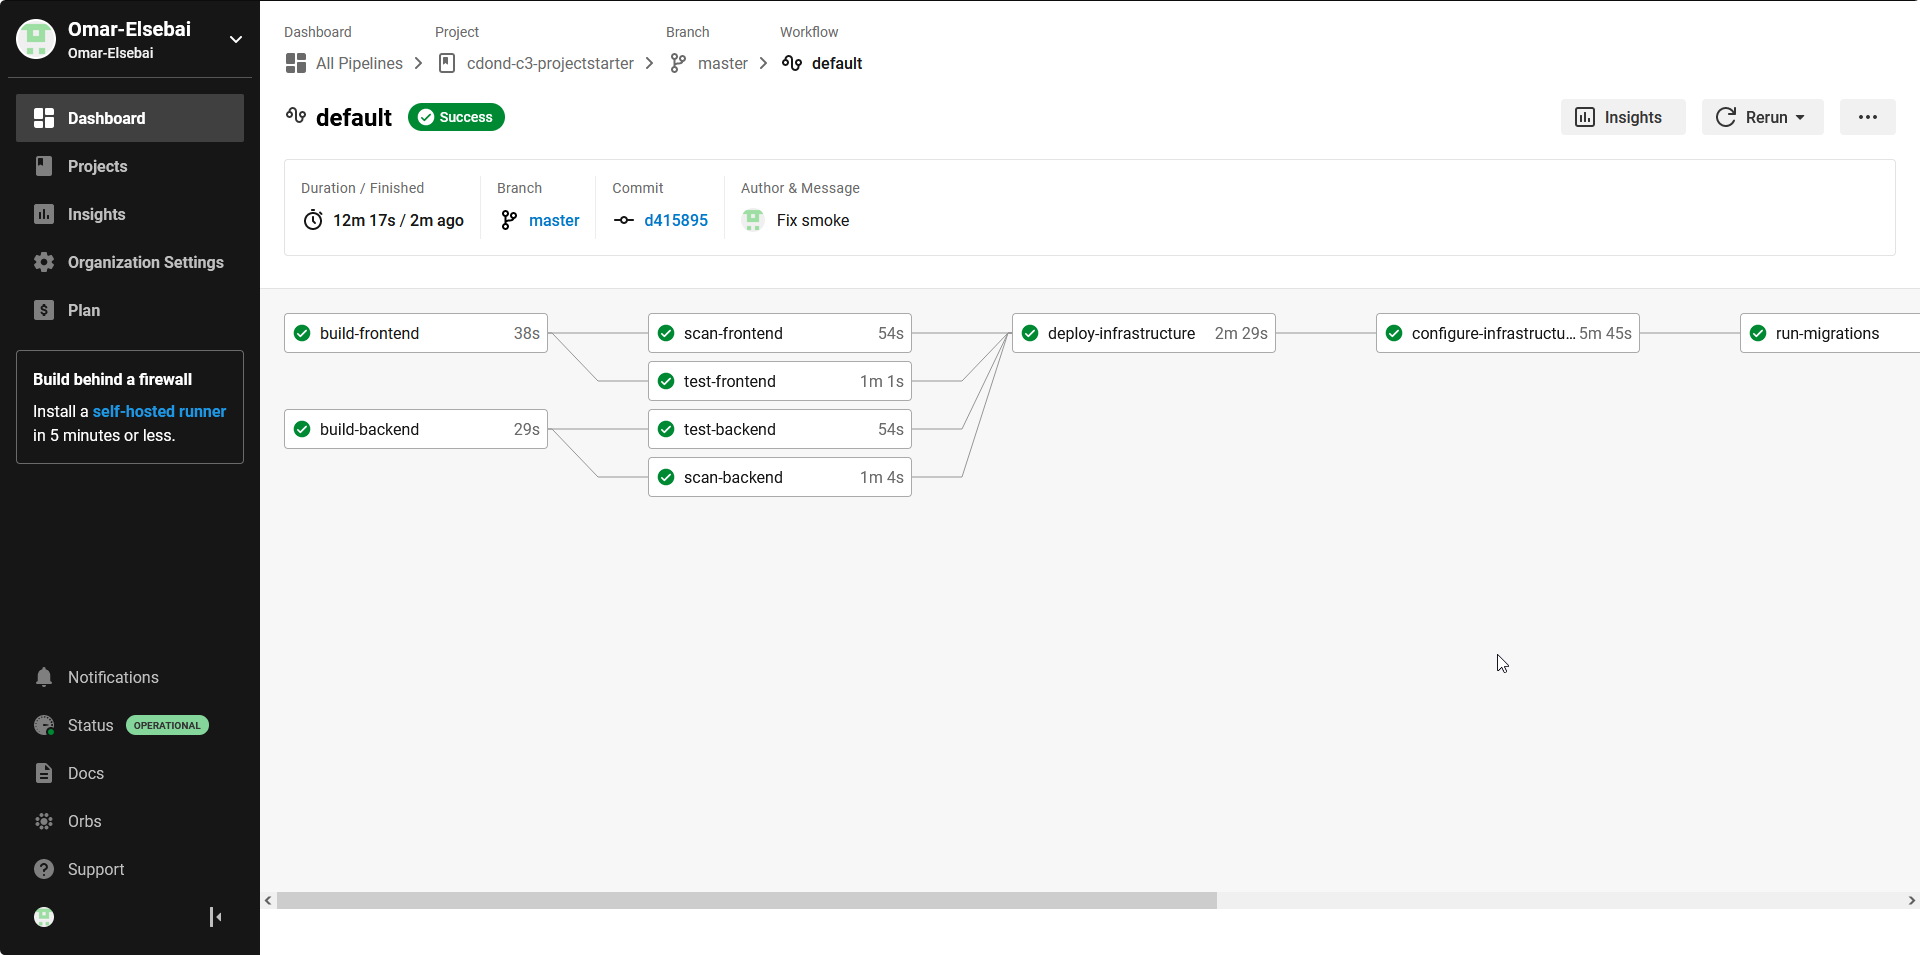 Omar-Elsebai
Omar-Elsebai
Dashboard
Projects
Insights
Organization Settings
$ Plan
Build behind a firewall
Install a self-hosted runner
in 5 minutes or less.
Notifications
Status OPERATIONAL
Docs
Orbs
? Support
Dashboard Project Branch Workflow
All Pipelines cdond-c3-projectstarter master default
default Success Insights Rerun
Duration / Finished Branch Commit Author & Message
12m 17s / 2m ago master d415895 Fix smoke
build-frontend 38s scan-frontend 54s deploy-infrastructure 2m 29s configure-infrastructu... 5m 45s run-migrations
test-frontend 1m 1s
build-backend 29s test-backend 54s
scan-backend 1m 4s